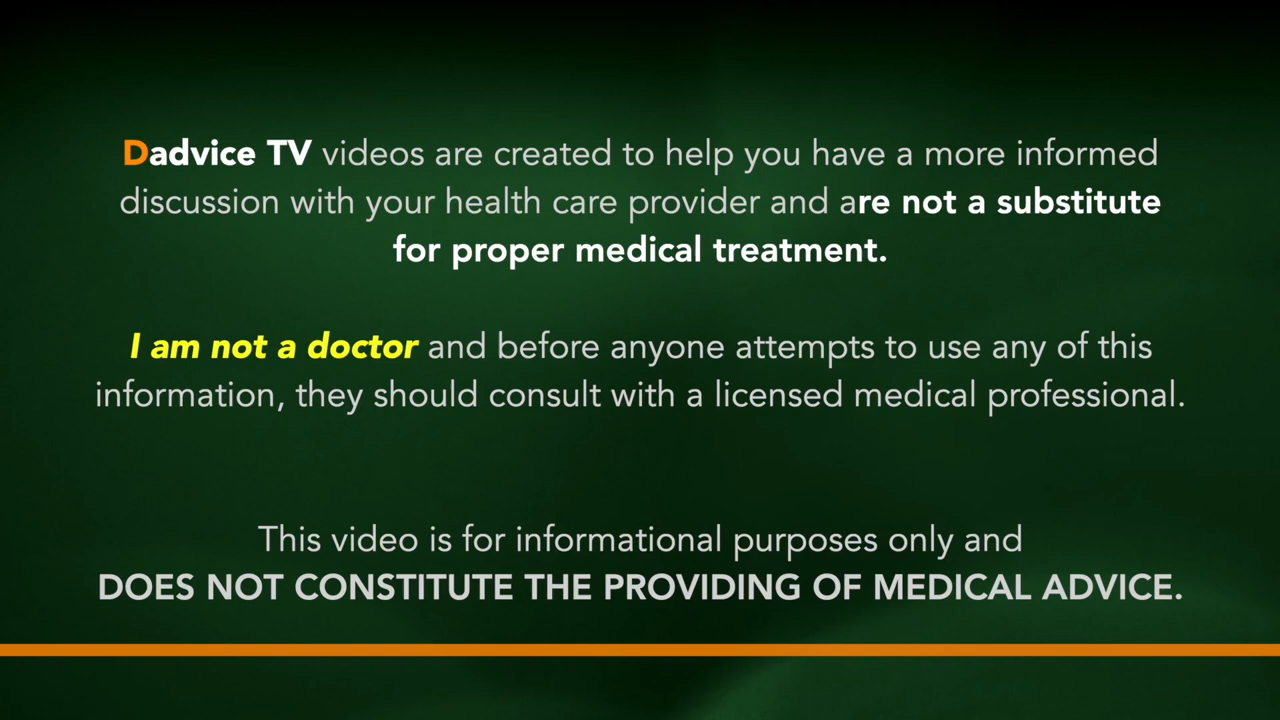 Dadvice TV videos are created to help you have a more informed
discussion with your health care provider and are not a substitute
for proper medical treatment.
I am not a doctor and before anyone attempts to use any of this
information, they should consult with a licensed medical professional.
This video is for informational purposes only and
DOES NOT CONSTITUTE THE PROVIDING OF MEDICAL ADVICE.